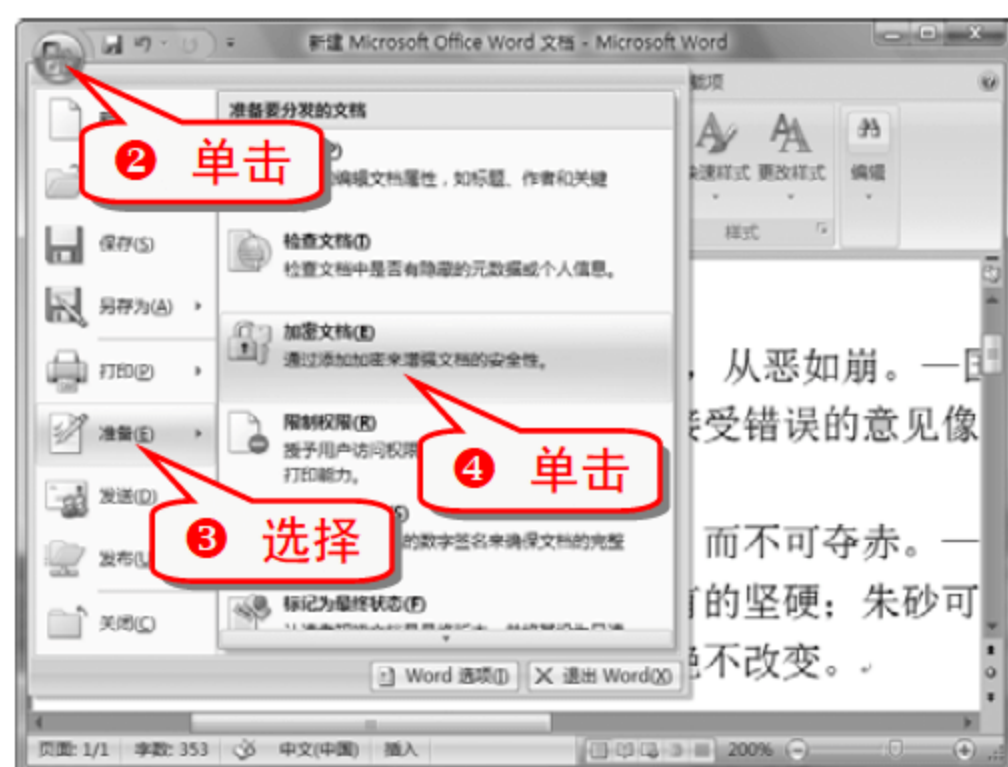 新建 Microsoft Office Word 文档 - Microsoft Word
准备要分发的文档
❷ 单击
编辑文档属性，如标题、作者和关键
检查文档(I)
检查文档中是否有隐藏的元数据或个人信息。
保存(S)
另存为(A)
加密文档(E)
通过添加加密来增强文档的安全性。
打印(P)
限制权限(R)
授予用户访问权限
打印能力。
❹ 单击
准备(E)
发送(D)
❸ 选择
的数字签名来确保文档的完整
发布(U)
标记为最终状态(F)
关闭(C)
Word 选项(I)
退出 Word(X)
载项
快速样式
更改样式
编辑
样式
，从恶如崩。—国
接受错误的意见像
而不可夺赤。—
有的坚硬；朱砂可
不改变。
页面: 1/1
字数: 353
中文(中国)
插入
200%